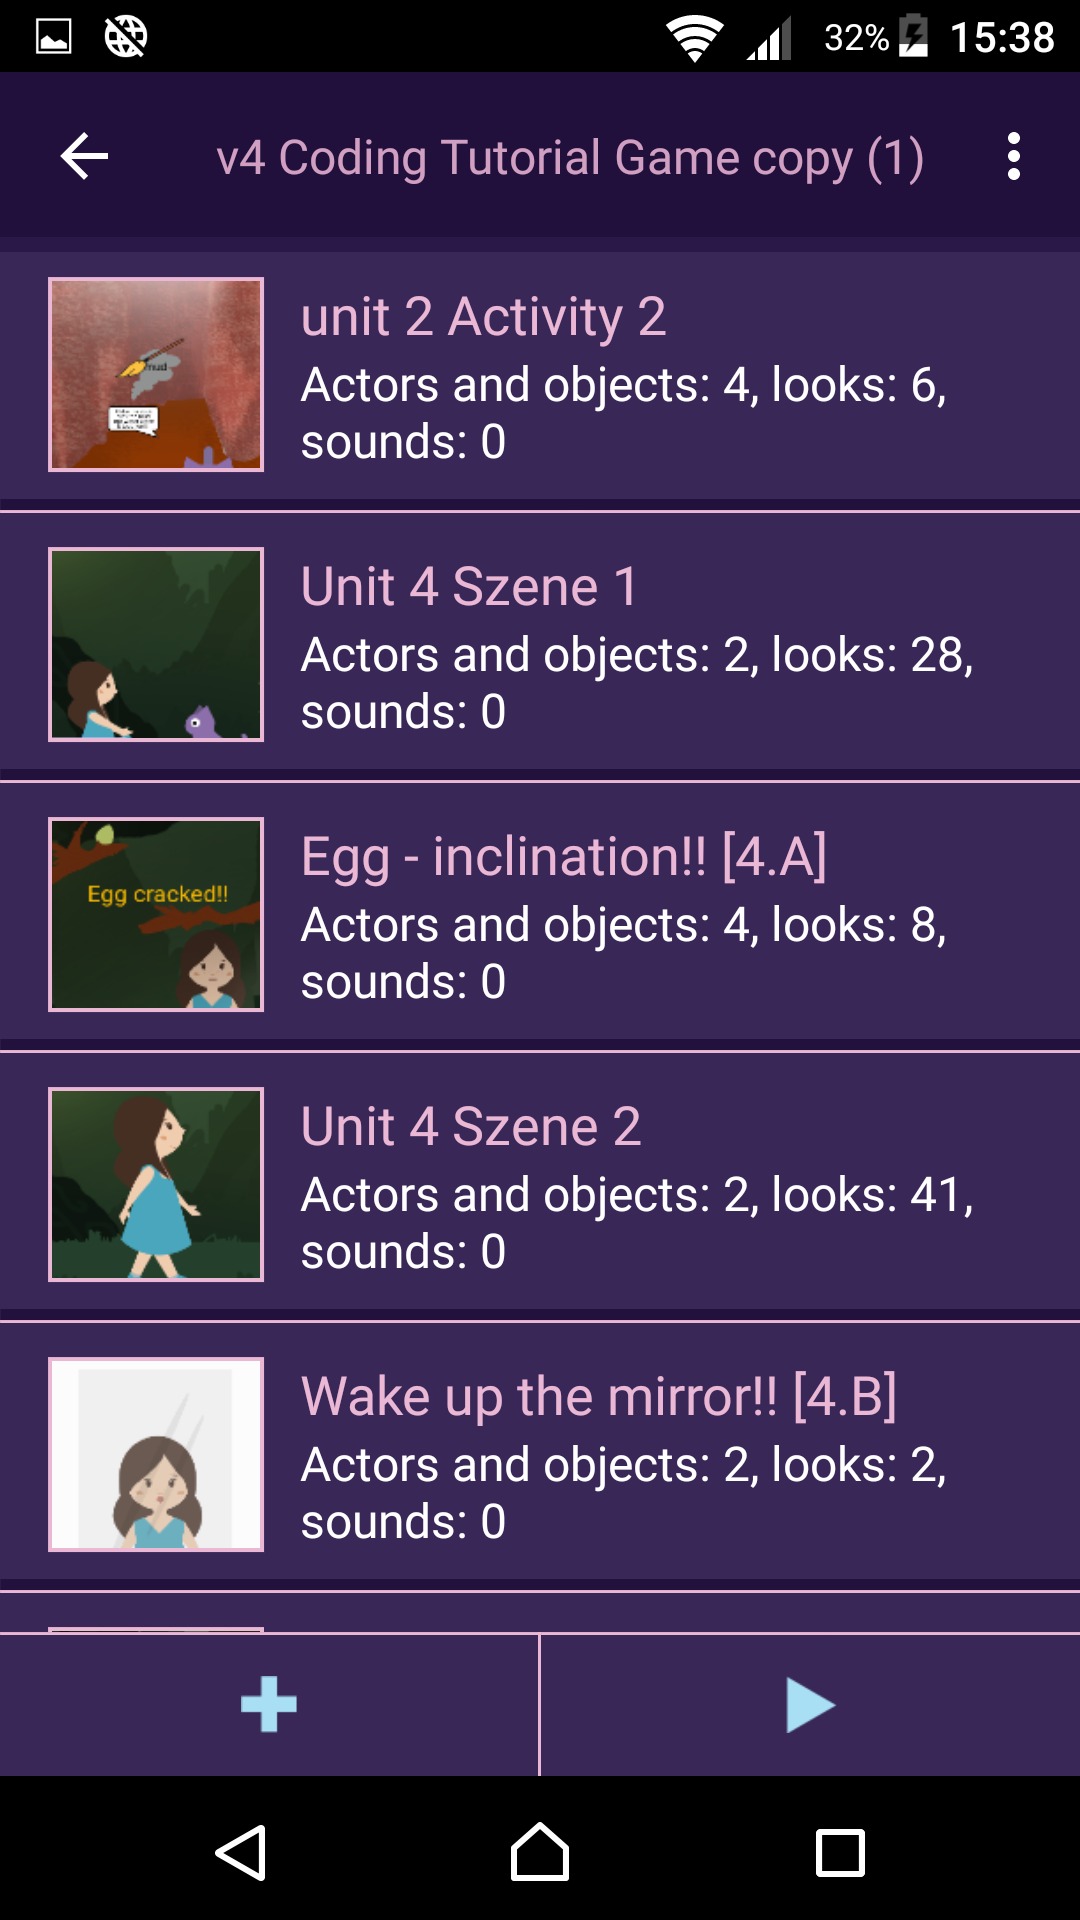 32% 15:38
v4 Coding Tutorial Game copy (1)
unit 2 Activity 2
Actors and objects: 4, looks: 6,
sounds: 0
mud
Unit 4 Szene 1
Actors and objects: 2, looks: 28,
sounds: 0
Egg - inclination!! [4.A]
Egg cracked!!
Actors and objects: 4, looks: 8,
sounds: 0
Unit 4 Szene 2
Actors and objects: 2, looks: 41,
sounds: 0
Wake up the mirror!! [4.B]
Actors and objects: 2, looks: 2,
sounds: 0